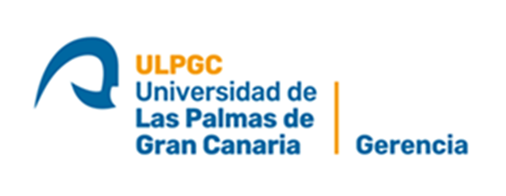 ULPGC
Universidad de
Las Palmas de
Gran Canaria
Gerencia